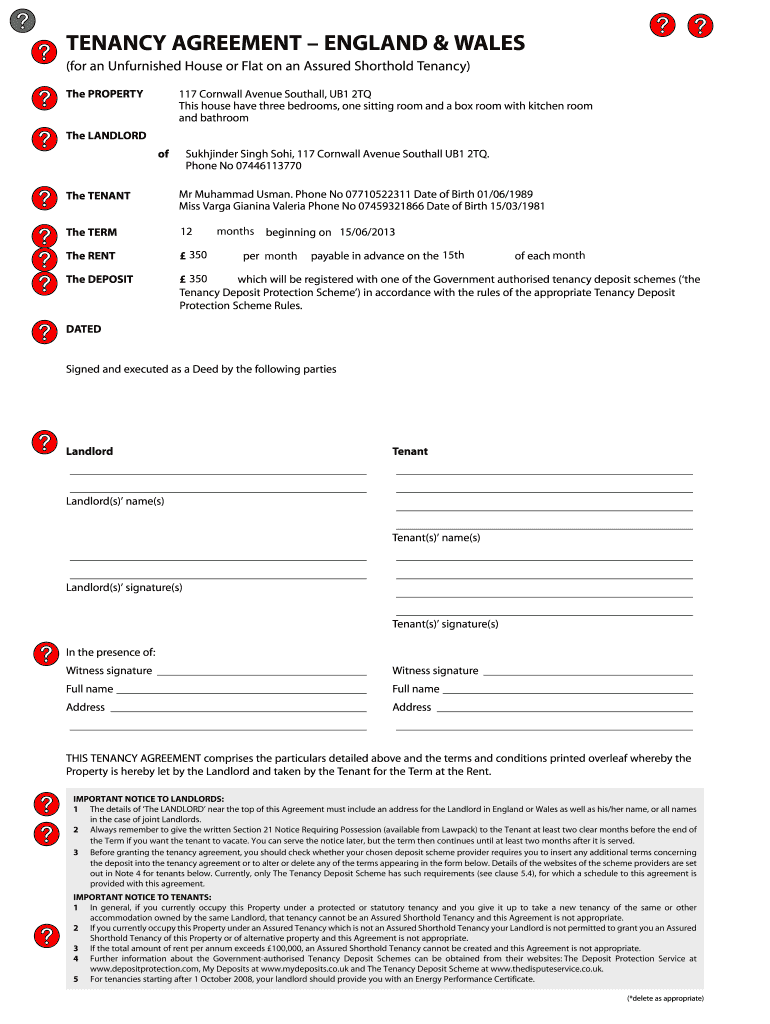 ?
? ?
? TENANCY AGREEMENT – ENGLAND & WALES
(for an Unfurnished House or Flat on an Assured Shorthold Tenancy)
? The PROPERTY 117 Cornwall Avenue Southall, UB1 2TQ
This house have three bedrooms, one sitting room and a box room with kitchen room
and bathroom
? The LANDLORD
of Sukhjinder Singh Sohi, 117 Cornwall Avenue Southall UB1 2TQ.
Phone No 07446113770
? The TENANT Mr Muhammad Usman. Phone No 07710522311 Date of Birth 01/06/1989
Miss Varga Gianina Valeria Phone No 07459321866 Date of Birth 15/03/1981
? The TERM 12 months beginning on 15/06/2013
? The RENT £ 350 per month payable in advance on the 15th of each month
? The DEPOSIT £ 350 which will be registered with one of the Government authorised tenancy deposit schemes (‘the
Tenancy Deposit Protection Scheme’) in accordance with the rules of the appropriate Tenancy Deposit
Protection Scheme Rules.
? DATED
Signed and executed as a Deed by the following parties
?
Landlord Tenant
Landlord(s)’ name(s)
Tenant(s)’ name(s)
Landlord(s)’ signature(s)
Tenant(s)’ signature(s)
? In the presence of:
Witness signature Witness signature
Full name Full name
Address Address
THIS TENANCY AGREEMENT comprises the particulars detailed above and the terms and conditions printed overleaf whereby the
Property is hereby let by the Landlord and taken by the Tenant for the Term at the Rent.
IMPORTANT NOTICE TO LANDLORDS:
? 1 The details of ‘The LANDLORD’ near the top of this Agreement must include an address for the Landlord in England or Wales as well as his/her name, or all names
in the case of joint Landlords.
? 2 Always remember to give the written Section 21 Notice Requiring Possession (available from Lawpack) to the Tenant at least two clear months before the end of
the Term if you want the tenant to vacate. You can serve the notice later, but the term then continues until at least two months after it is served.
3 Before granting the tenancy agreement, you should check whether your chosen deposit scheme provider requires you to insert any additional terms concerning
the deposit into the tenancy agreement or to alter or delete any of the terms appearing in the form below. Details of the websites of the scheme providers are set
out in Note 4 for tenants below. Currently, only The Tenancy Deposit Scheme has such requirements (see clause 5.4), for which a schedule to this agreement is
provided with this agreement.
IMPORTANT NOTICE TO TENANTS:
1 In general, if you currently occupy this Property under a protected or statutory tenancy and you give it up to take a new tenancy of the same or other
accommodation owned by the same Landlord, that tenancy cannot be an Assured Shorthold Tenancy and this Agreement is not appropriate.
? 2 If you currently occupy this Property under an Assured Tenancy which is not an Assured Shorthold Tenancy your Landlord is not permitted to grant you an Assured
Shorthold Tenancy of this Property or of alternative property and this Agreement is not appropriate.
3 If the total amount of rent per annum exceeds £100,000, an Assured Shorthold Tenancy cannot be created and this Agreement is not appropriate.
4 Further information about the Government-authorised Tenancy Deposit Schemes can be obtained from their websites: The Deposit Protection Service at
www.depositprotection.com, My Deposits at www.mydeposits.co.uk and The Tenancy Deposit Scheme at www.thedisputeservice.co.uk.
5 For tenancies starting after 1 October 2008, your landlord should provide you with an Energy Performance Certificate.
(*delete as appropriate)